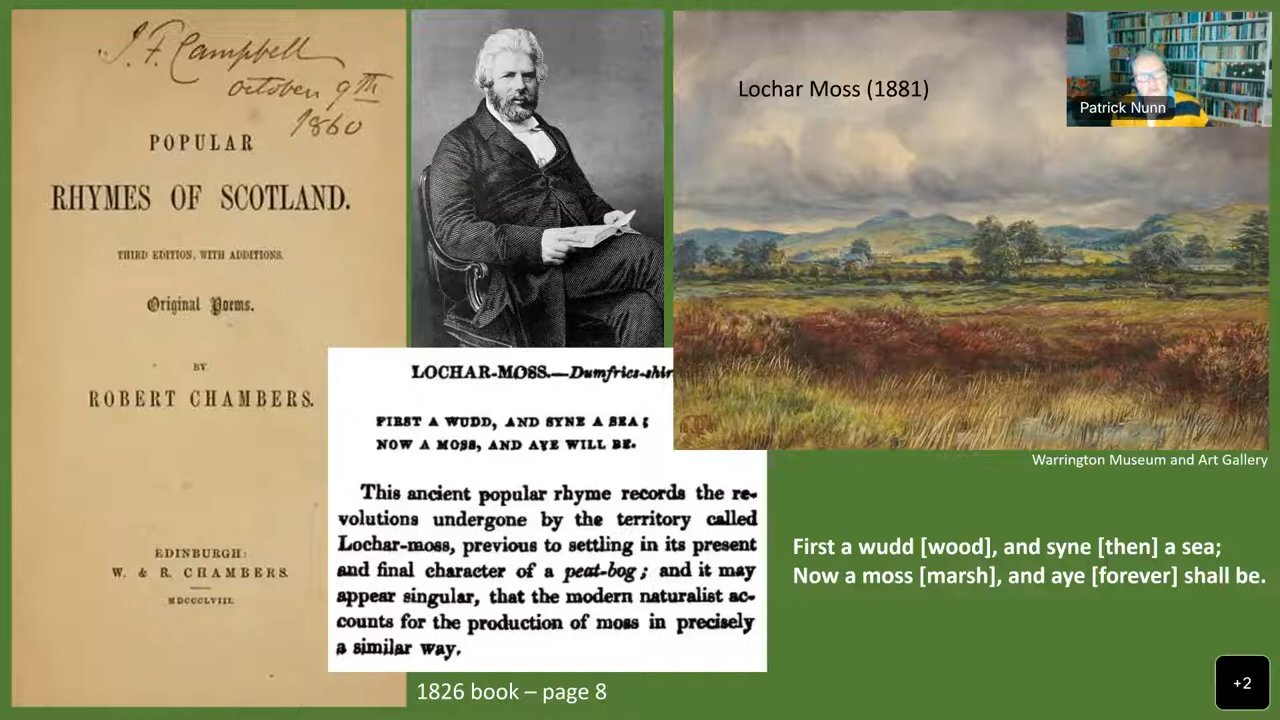 J. F. Campbell
October 9th
1860
POPULAR
RHYMES OF SCOTLAND.
THIRD EDITION, WITH ADDITIONS.
Original Poems.
BY
ROBERT CHAMBERS.
EDINBURGH:
W. & R. CHAMBERS.
MDCCCLVIII.
LOCHAR-MOSS.—Dumfries-shir
FIRST A WUDD, AND SYNE A SEA;
NOW A MOSS, AND AYE WILL BE.
This ancient popular rhyme records the re-
volutions undergone by the territory called
Lochar-moss, previous to settling in its present
and final character of a peat-bog; and it may
appear singular, that the modern naturalist ac-
counts for the production of moss in precisely
a similar way.
1826 book – page 8
Lochar Moss (1881)
Patrick Nunn
Warrington Museum and Art Gallery
First a wudd [wood], and syne [then] a sea;
Now a moss [marsh], and aye [forever] shall be.
+2